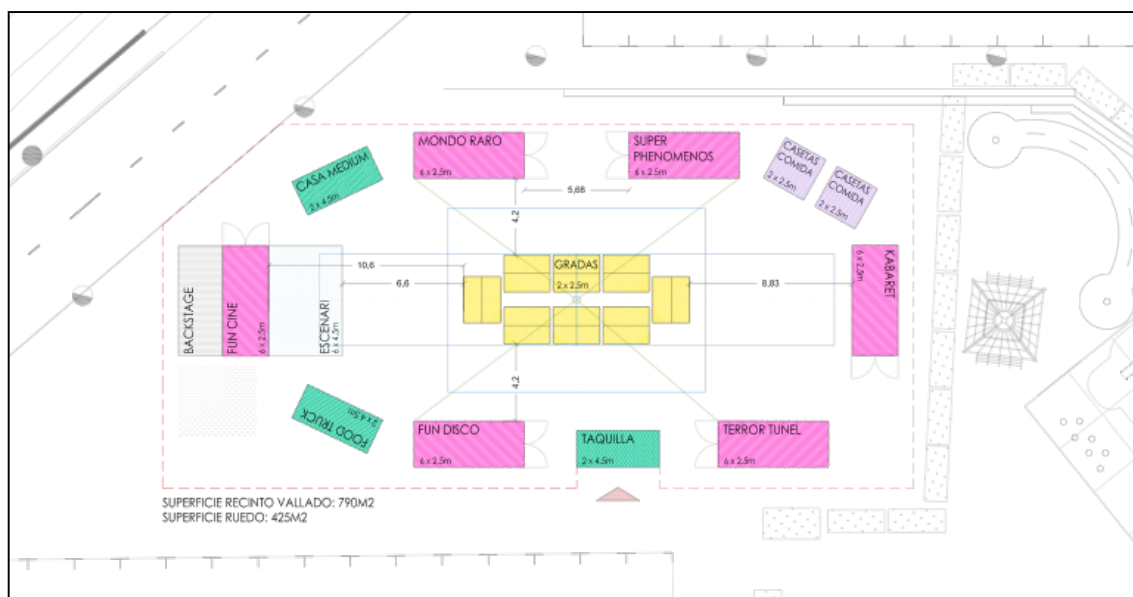 MONDO RARO
6 x 2.5m
SUPER
PHENOMENOS
6 x 2.5m
CASETAS
COMIDA
2 x 2.5m
CASETAS
COMIDA
2 x 2.5m
CASA MEDIUM
2 x 4.5m
5,68
4,2
BACKSTAGE
FUN CINE
6 x 2.5m
ESCENARI
6 x 4.5m
10,6
6,6
GRADAS
2 x 2.5m
8,83
KABARET
6 x 2.5m
4,2
FOOD TRUCK
2 x 4.5m
FUN DISCO
6 x 2.5m
TAQUILLA
2 x 4.5m
TERROR TUNEL
6 x 2.5m
SUPERFICIE RECINTO VALLADO: 790M2
SUPERFICIE RUEDO: 425M2